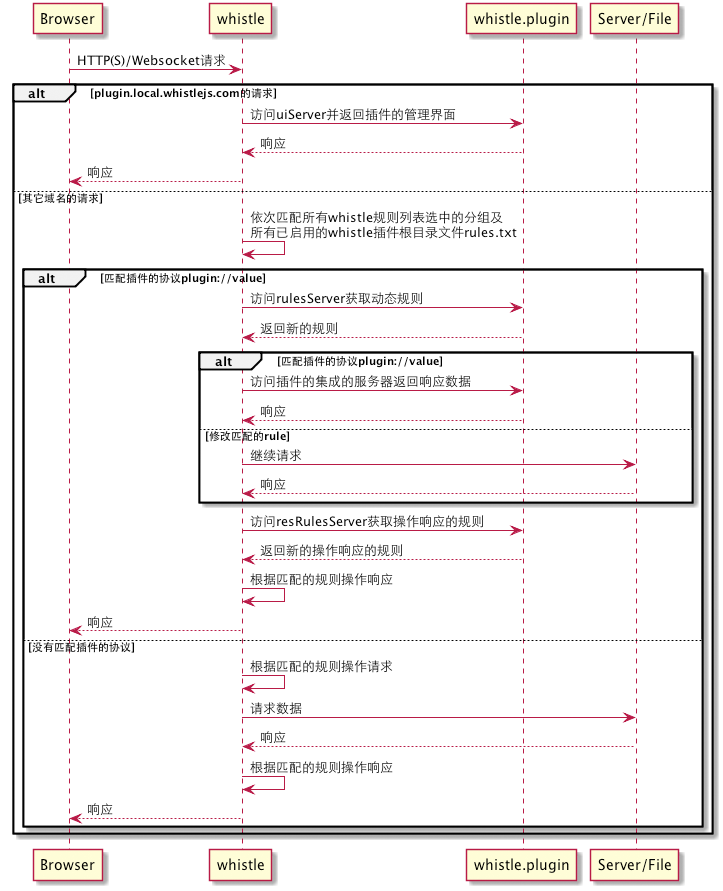 Browser whistle whistle.plugin Server/File
HTTP(S)/Websocket请求
alt [plugin.local.whistlejs.com的请求]
访问uiServer并返回插件的管理界面
响应
响应
[其它域名的请求]
依次匹配所有whistle规则列表选中的分组及
所有已启用的whistle插件根目录文件rules.txt
alt [匹配插件的协议plugin://value]
访问rulesServer获取动态规则
返回新的规则
alt [匹配插件的协议plugin://value]
访问插件的集成的服务器返回响应数据
响应
[修改匹配的rule]
继续请求
响应
访问resRulesServer获取操作响应的规则
返回新的操作响应的规则
根据匹配的规则操作响应
响应
[没有匹配插件的协议]
根据匹配的规则操作请求
请求数据
响应
根据匹配的规则操作响应
响应
Browser whistle whistle.plugin Server/File